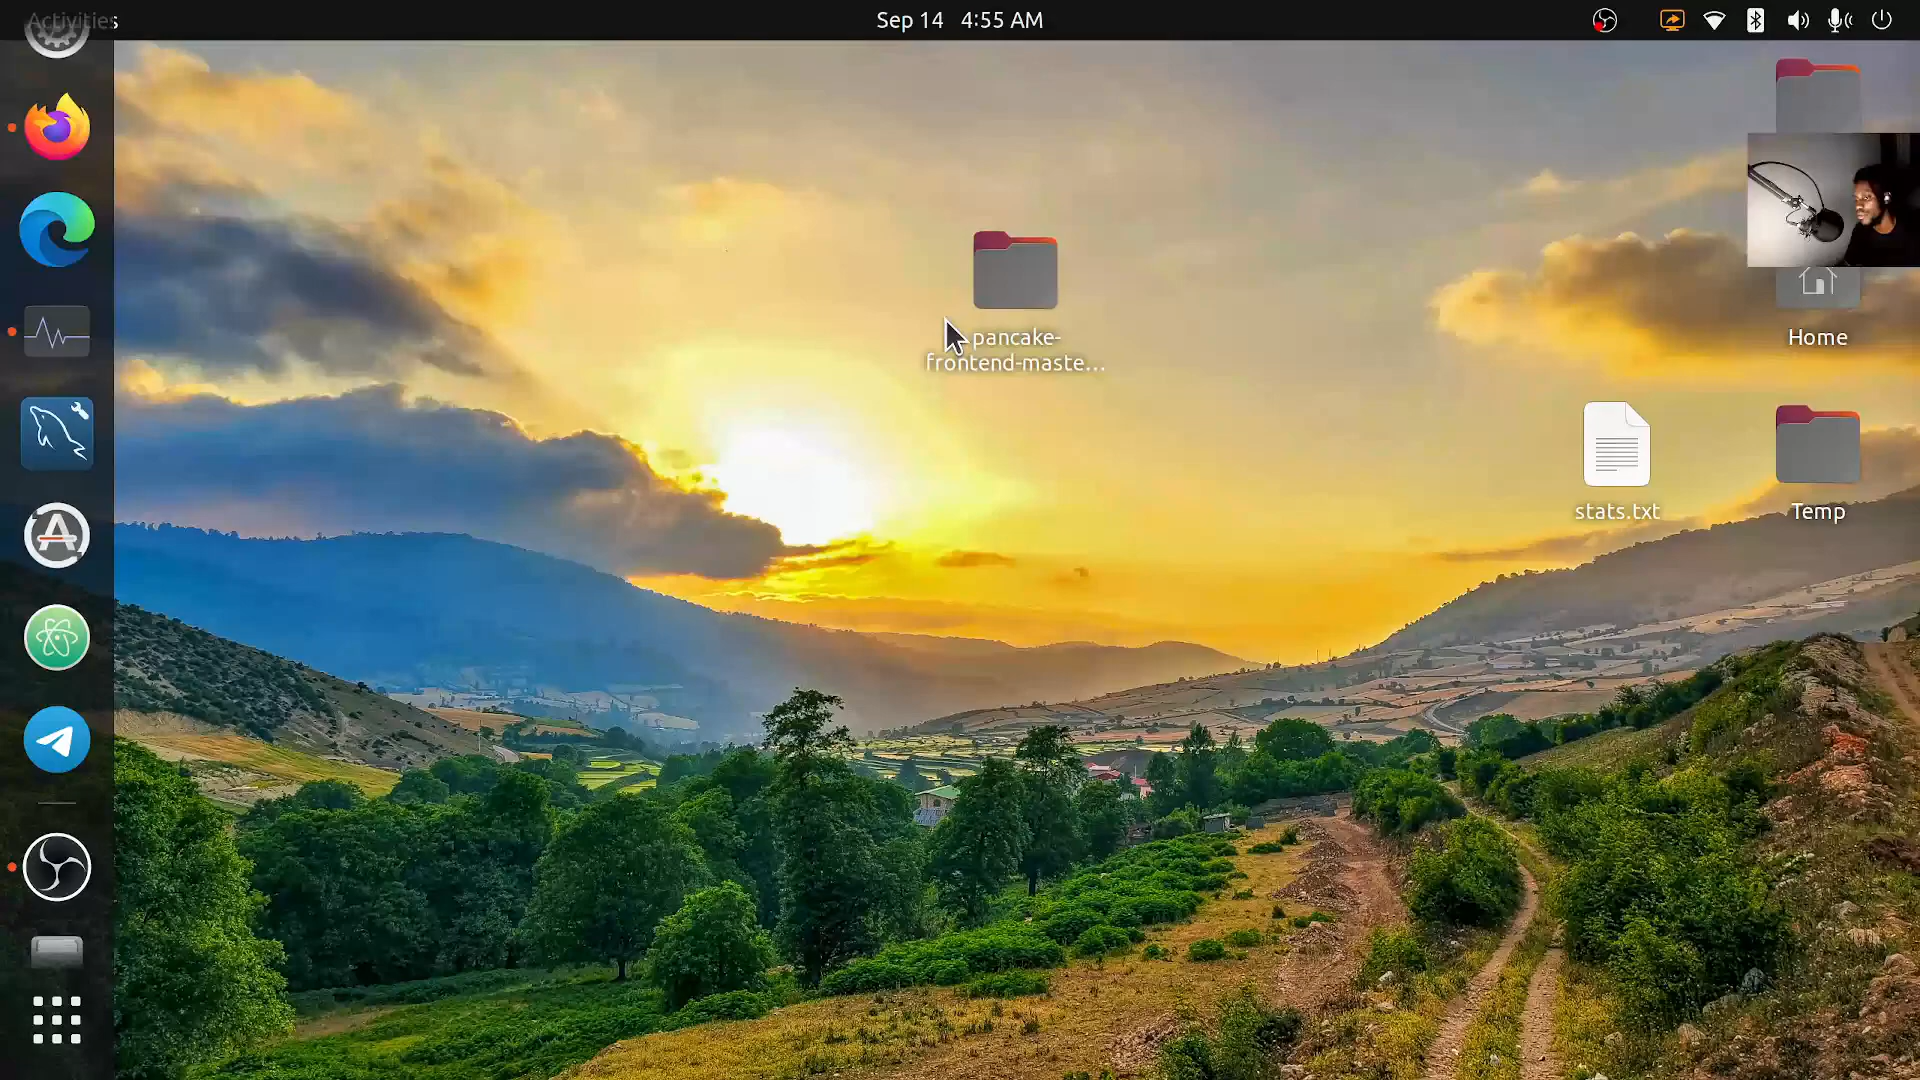 Activities
Sep 14 4:55 AM
pancake-
frontend-maste...
Home
stats.txt
Temp